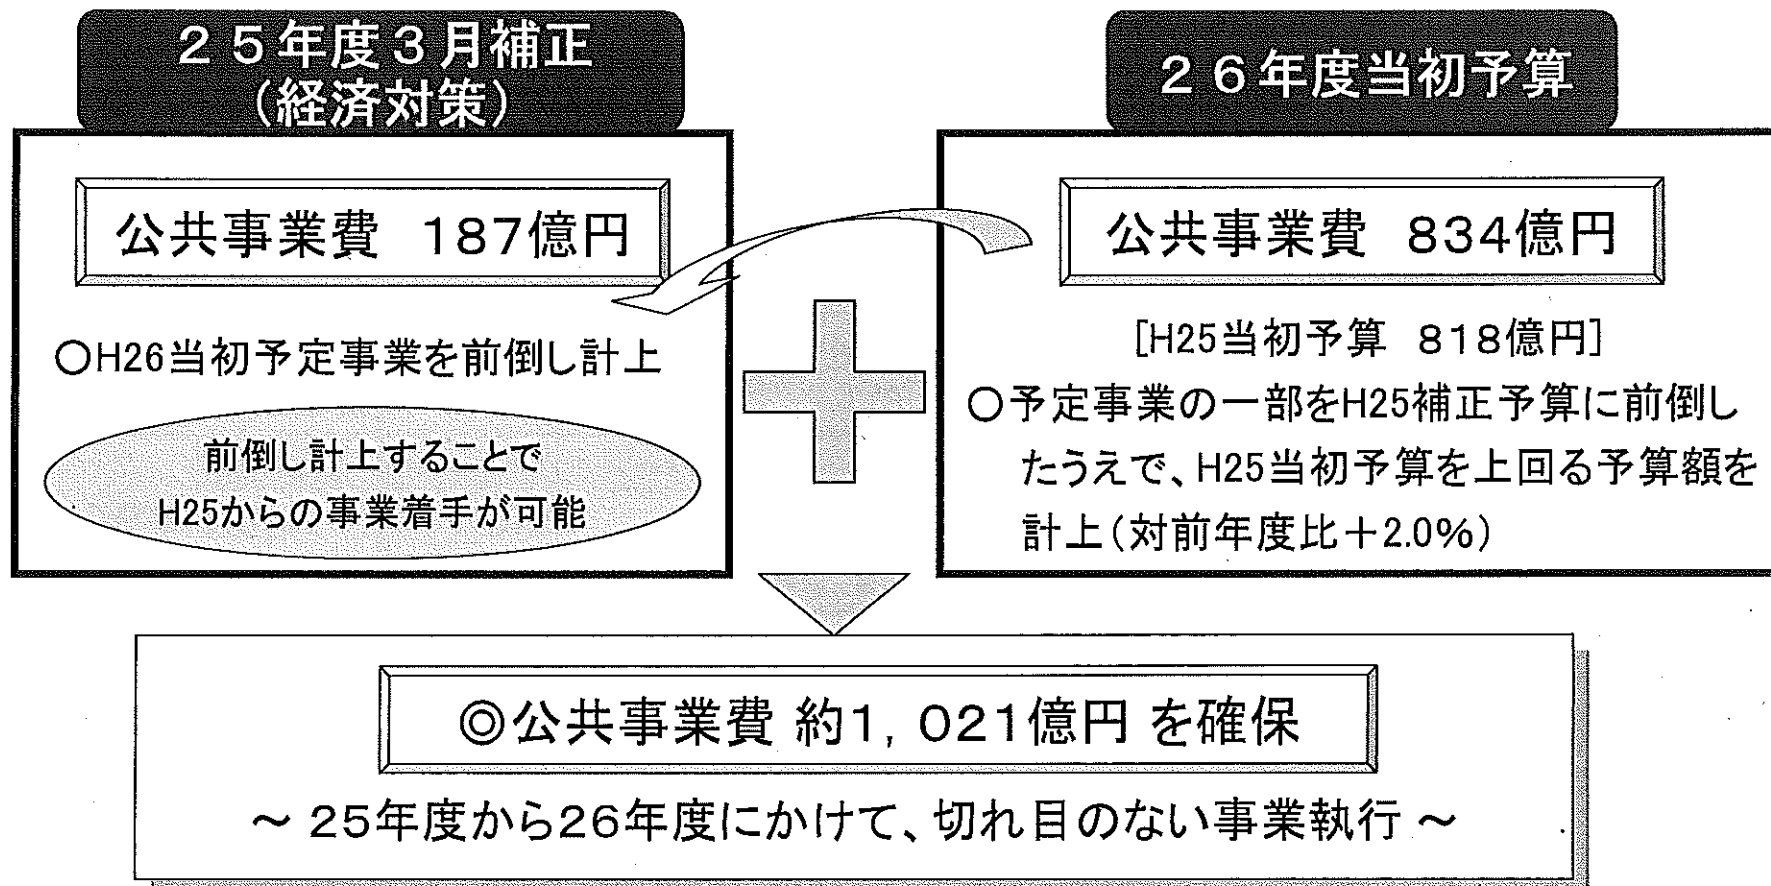 25年度3月補正
(経済対策)
公共事業費 187億円
○H26当初予定事業を前倒し計上
前倒し計上することで
H25からの事業着手が可能
26年度当初予算
公共事業費 834億円
[H25当初予算 818億円]
○予定事業の一部をH25補正予算に前倒し
たうえで、H25当初予算を上回る予算額を
計上(対前年度比+2.0%)
◎公共事業費 約1,021億円 を確保
～ 25年度から26年度にかけて、切れ目のない事業執行 ～